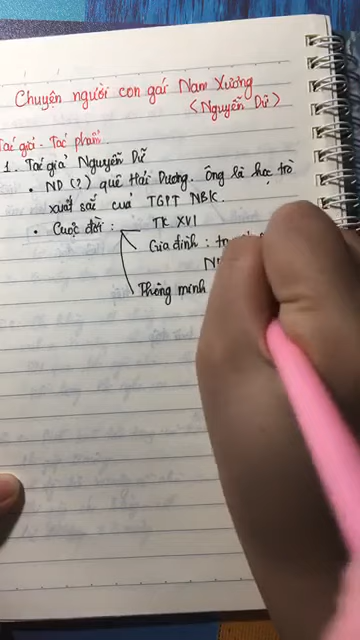 Chuyện người con gái Nam Xương
( Nguyễn Dữ )
Tác giả - Tác phẩm
1. Tác giả Nguyễn Dữ
• ND (?) quê Hải Dương. Ông là học trò
xuất sắc của TGPT NBK.
• Cuộc đời : TK XVI
Gia đình :
Thông minh